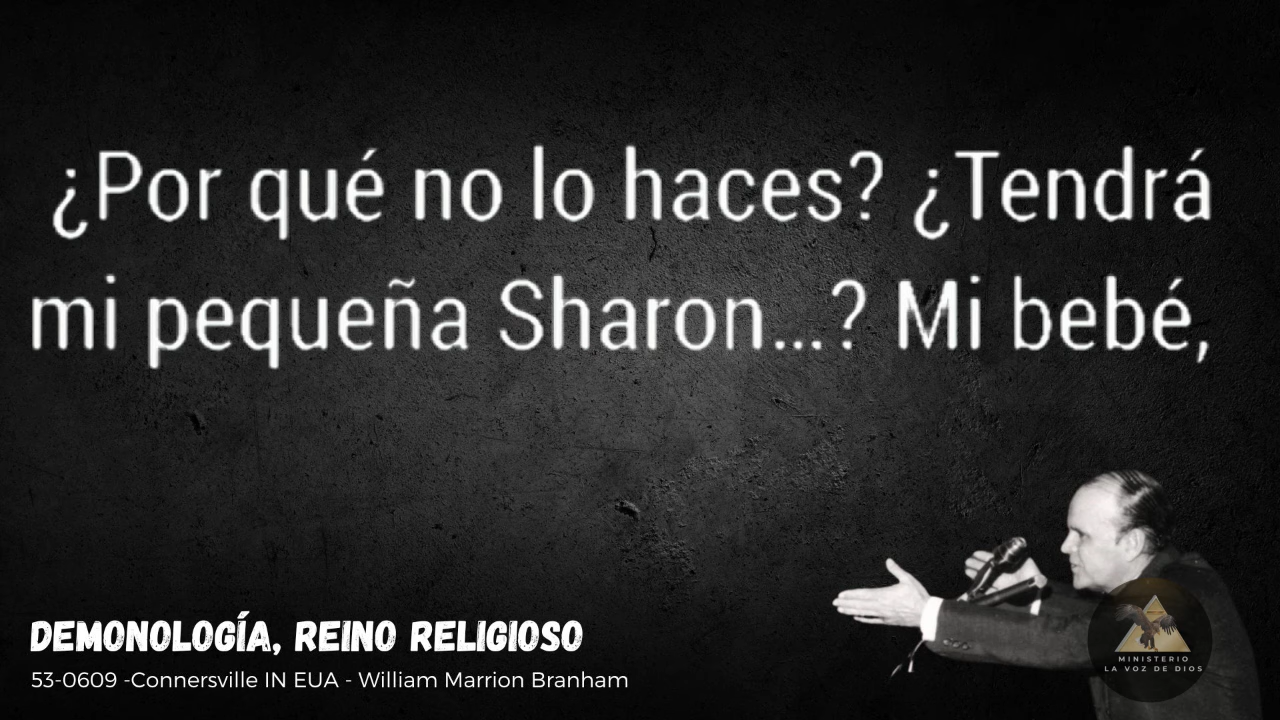 ¿Por qué no lo haces? ¿Tendrá
mi pequeña Sharon...? Mi bebé,
DEMONOLOGÍA, REINO RELIGIOSO
53-0609 -Connersville IN EUA - William Marrion Branham
MINISTERIO
LA VOZ DE DIOS